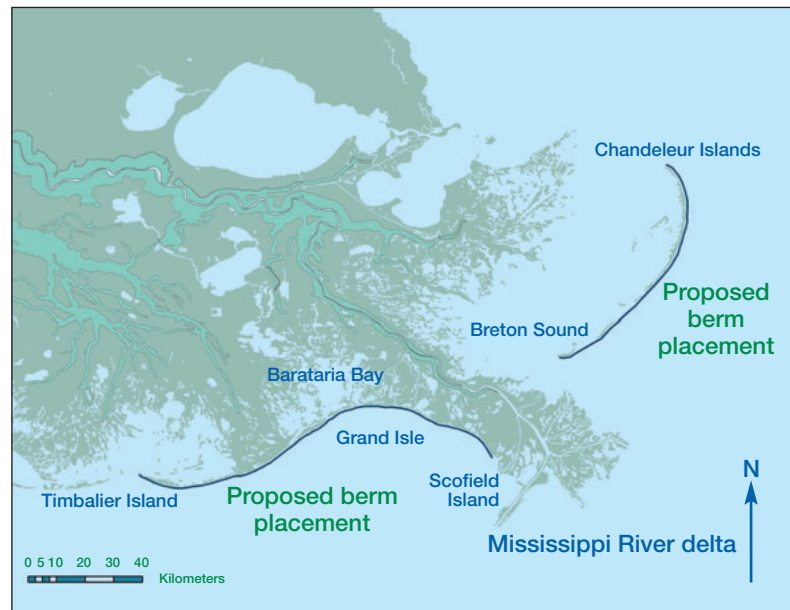 Chandeleur Islands
Proposed
berm
placement
Breton Sound
Barataria Bay
Grand Isle
Scofield
Island
Timbalier Island
Proposed berm
placement
N
Mississippi River delta
0 5 10 20 30 40
Kilometers